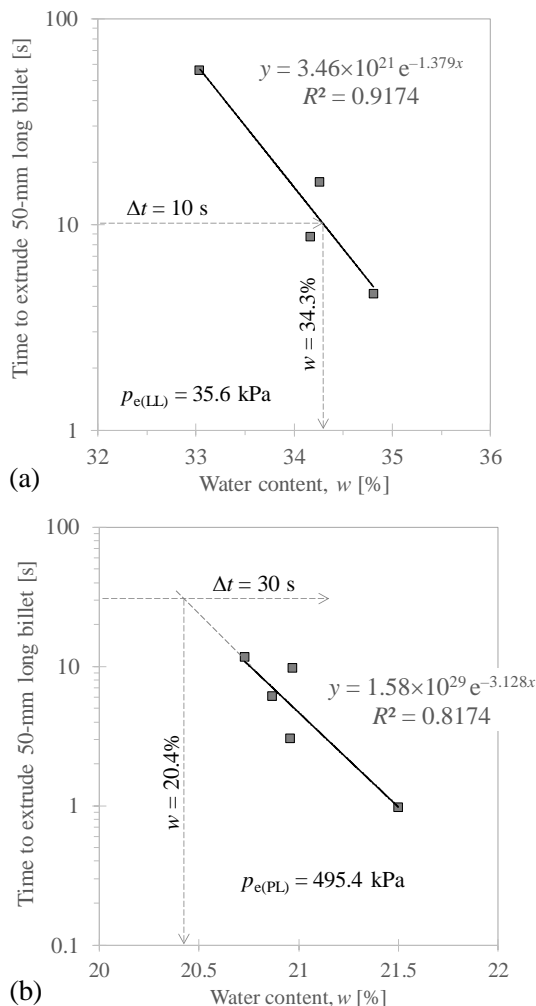 100
10
1
Time to extrude 50-mm long billet [s]
y = 3.46×10²¹ e⁻¹·³⁷⁹ˣ
R² = 0.9174
Δt = 10 s
w = 34.3%
pₑ₍LL₎ = 35.6 kPa
32 33 34 35 36
(a) Water content, w [%]
100
10
1
0.1
Time to extrude 50-mm long billet [s]
Δt = 30 s
y = 1.58×10²⁹ e⁻³·¹²⁸ˣ
R² = 0.8174
w = 20.4%
pₑ₍PL₎ = 495.4 kPa
20 20.5 21 21.5 22
(b) Water content, w [%]